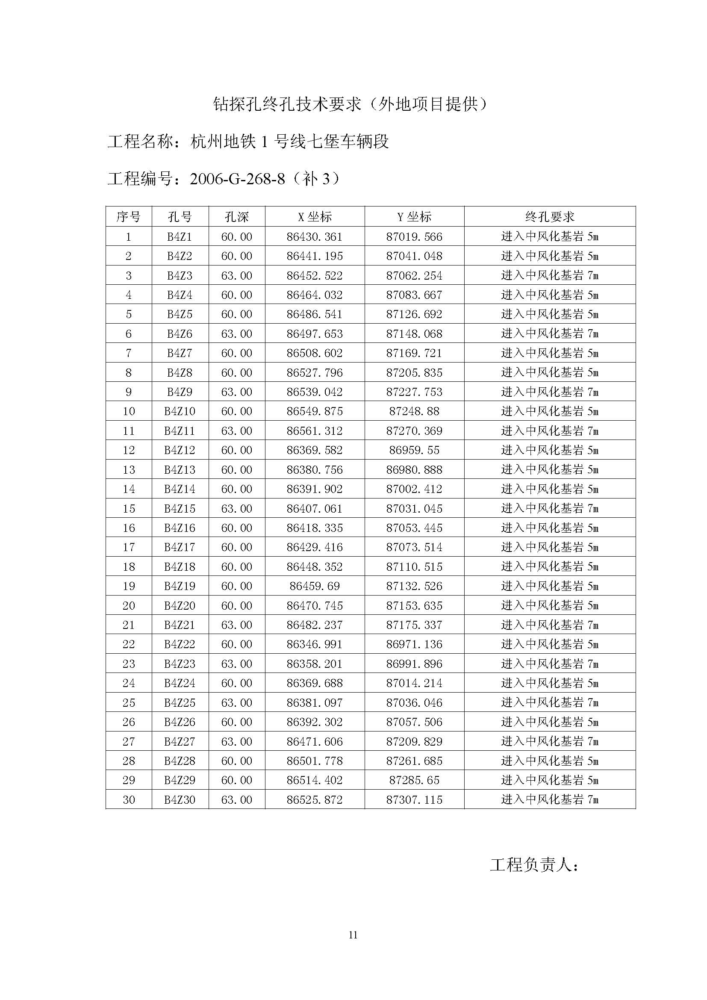 钻探孔终孔技术要求（外地项目提供）
工程名称：杭州地铁 1 号线七堡车辆段
工程编号：2006-G-268-8（补 3）
序号 孔号 孔深 X 坐标 Y 坐标 终孔要求
1 B4Z1 60.00 86430.361 87019.566 进入中风化基岩 5m
2 B4Z2 60.00 86441.195 87041.048 进入中风化基岩 5m
3 B4Z3 63.00 86452.522 87062.254 进入中风化基岩 7m
4 B4Z4 60.00 86464.032 87083.667 进入中风化基岩 5m
5 B4Z5 60.00 86486.541 87126.692 进入中风化基岩 5m
6 B4Z6 63.00 86497.653 87148.068 进入中风化基岩 7m
7 B4Z7 60.00 86508.602 87169.721 进入中风化基岩 5m
8 B4Z8 60.00 86527.796 87205.835 进入中风化基岩 5m
9 B4Z9 63.00 86539.042 87227.753 进入中风化基岩 7m
10 B4Z10 60.00 86549.875 87248.88 进入中风化基岩 5m
11 B4Z11 63.00 86561.312 87270.369 进入中风化基岩 7m
12 B4Z12 60.00 86369.582 86959.55 进入中风化基岩 5m
13 B4Z13 60.00 86380.756 86980.888 进入中风化基岩 5m
14 B4Z14 60.00 86391.902 87002.412 进入中风化基岩 5m
15 B4Z15 63.00 86407.061 87031.045 进入中风化基岩 7m
16 B4Z16 60.00 86418.335 87053.445 进入中风化基岩 5m
17 B4Z17 60.00 86429.416 87073.514 进入中风化基岩 5m
18 B4Z18 60.00 86448.352 87110.515 进入中风化基岩 5m
19 B4Z19 60.00 86459.69 87132.526 进入中风化基岩 5m
20 B4Z20 60.00 86470.745 87153.635 进入中风化基岩 5m
21 B4Z21 63.00 86482.237 87175.337 进入中风化基岩 7m
22 B4Z22 60.00 86346.991 86971.136 进入中风化基岩 5m
23 B4Z23 63.00 86358.201 86991.896 进入中风化基岩 7m
24 B4Z24 60.00 86369.688 87014.214 进入中风化基岩 5m
25 B4Z25 63.00 86381.097 87036.046 进入中风化基岩 7m
26 B4Z26 60.00 86392.302 87057.506 进入中风化基岩 5m
27 B4Z27 63.00 86471.606 87209.829 进入中风化基岩 7m
28 B4Z28 60.00 86501.778 87261.685 进入中风化基岩 5m
29 B4Z29 60.00 86514.402 87285.65 进入中风化基岩 5m
30 B4Z30 63.00 86525.872 87307.115 进入中风化基岩 7m
工程负责人：
11